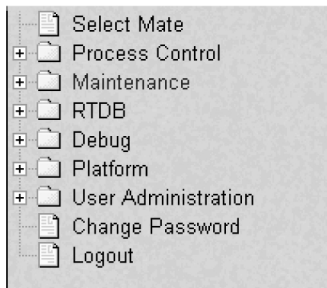 Select Mate
Process Control
Maintenance
RTDB
Debug
Platform
User Administration
Change Password
Logout